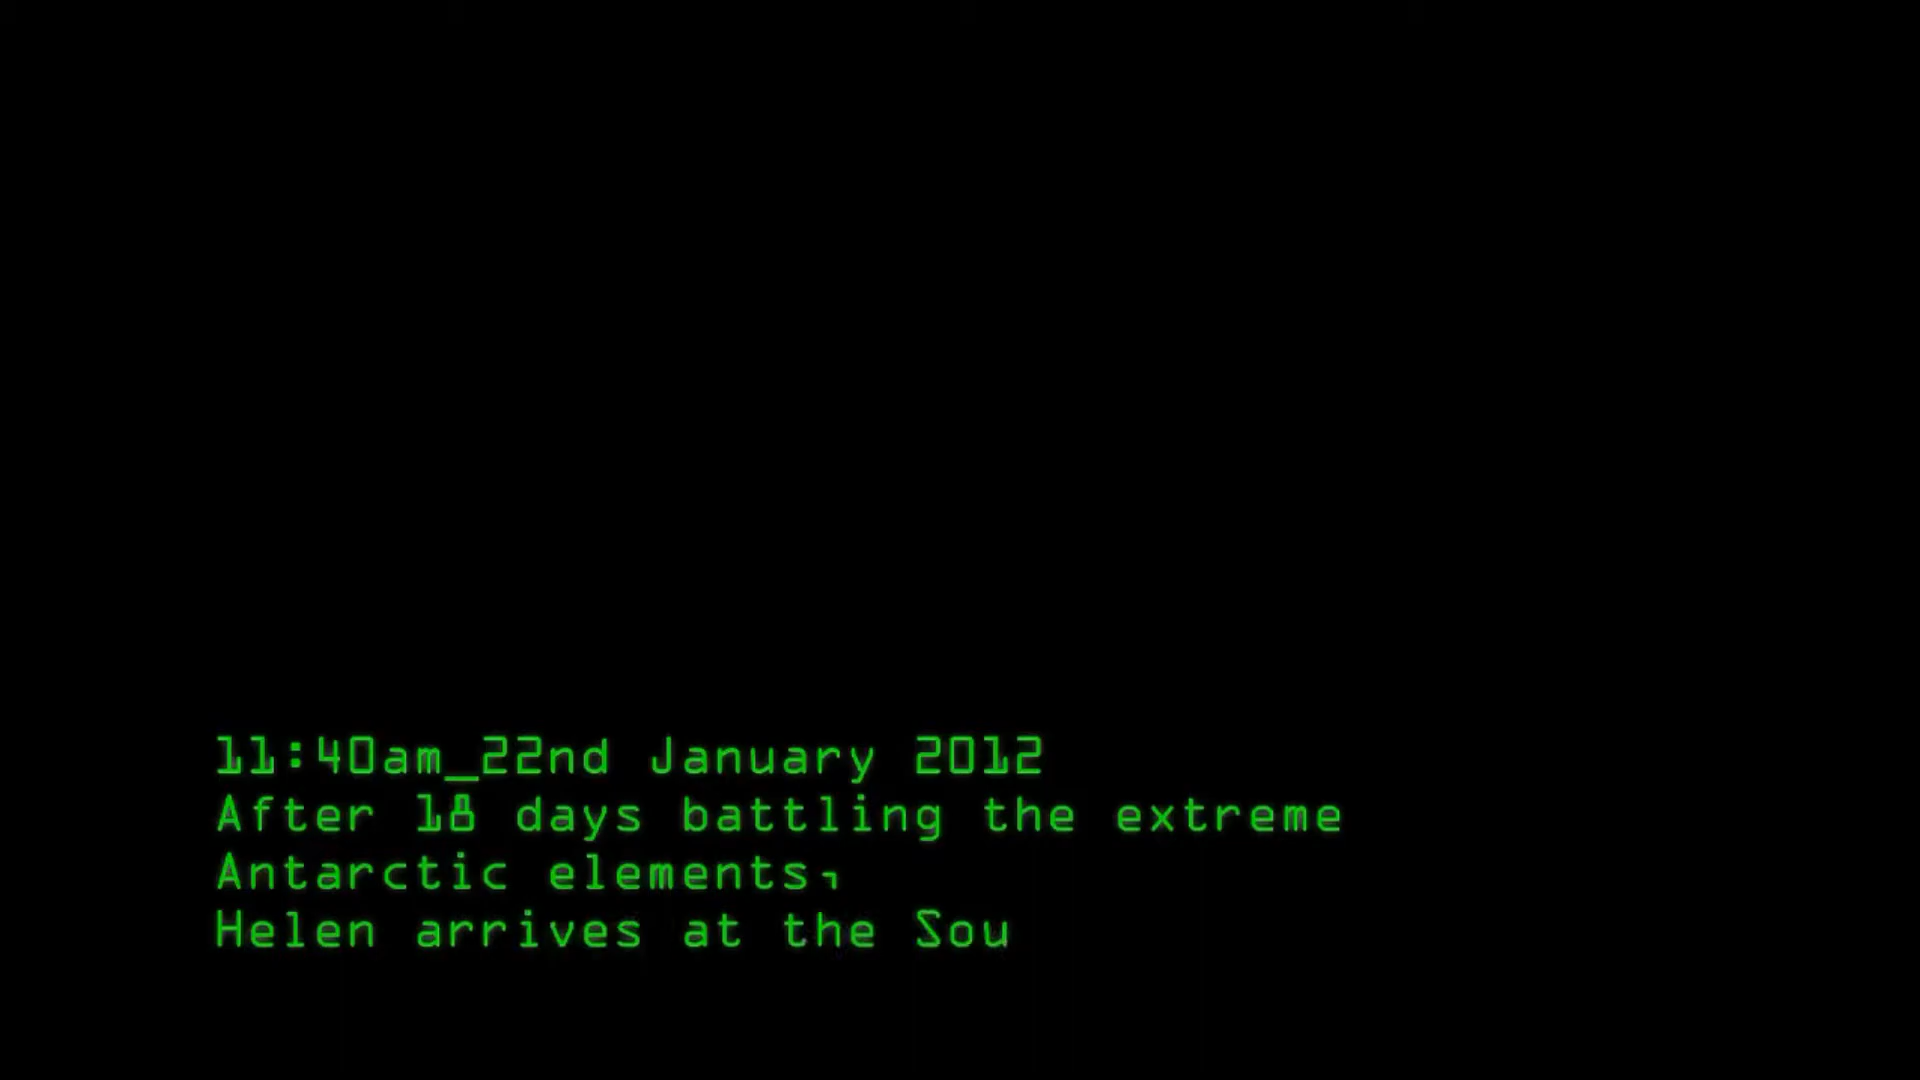 11:40am_22nd January 2012
After 18 days battling the extreme
Antarctic elements,
Helen arrives at the Sou